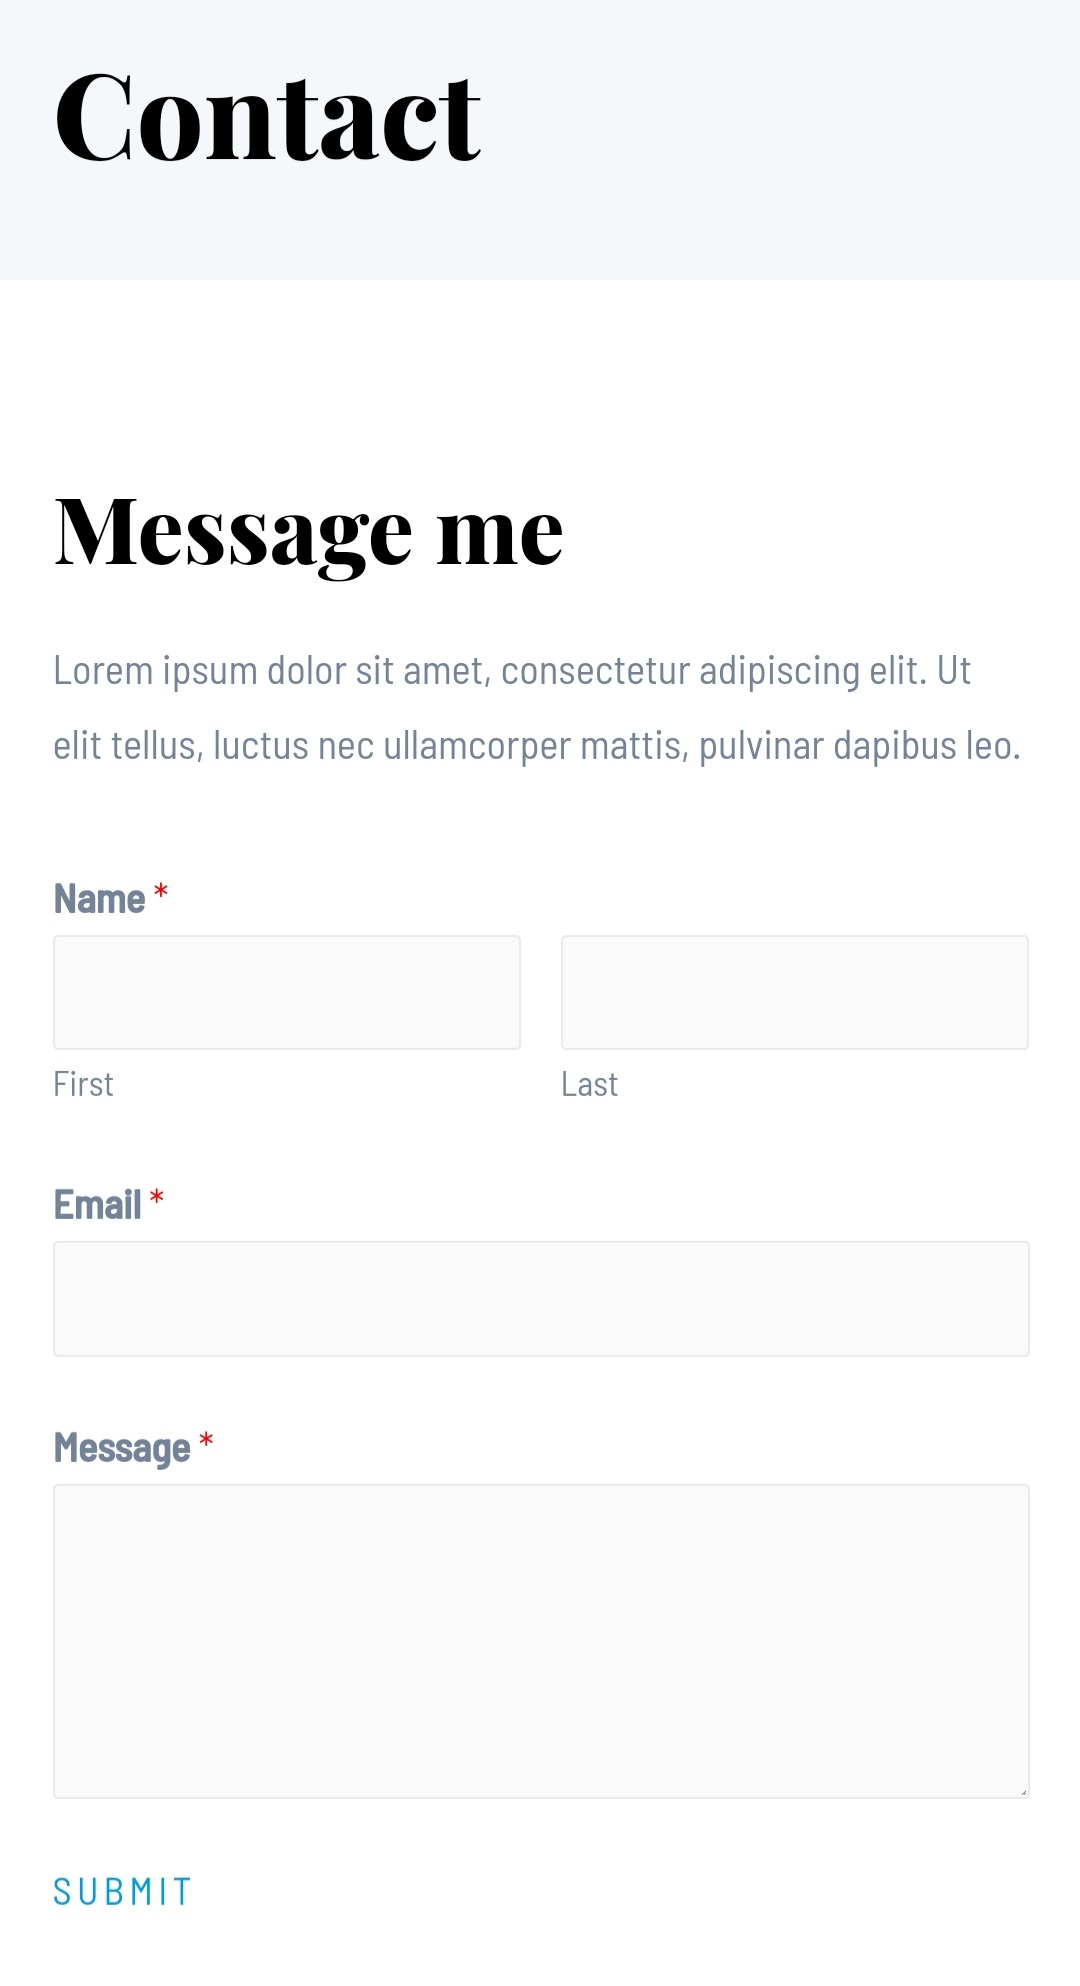 Contact
Message me
Lorem ipsum dolor sit amet, consectetur adipiscing elit. Ut
elit tellus, luctus nec ullamcorper mattis, pulvinar dapibus leo.
Name *
First
Last
Email *
Message *
SUBMIT